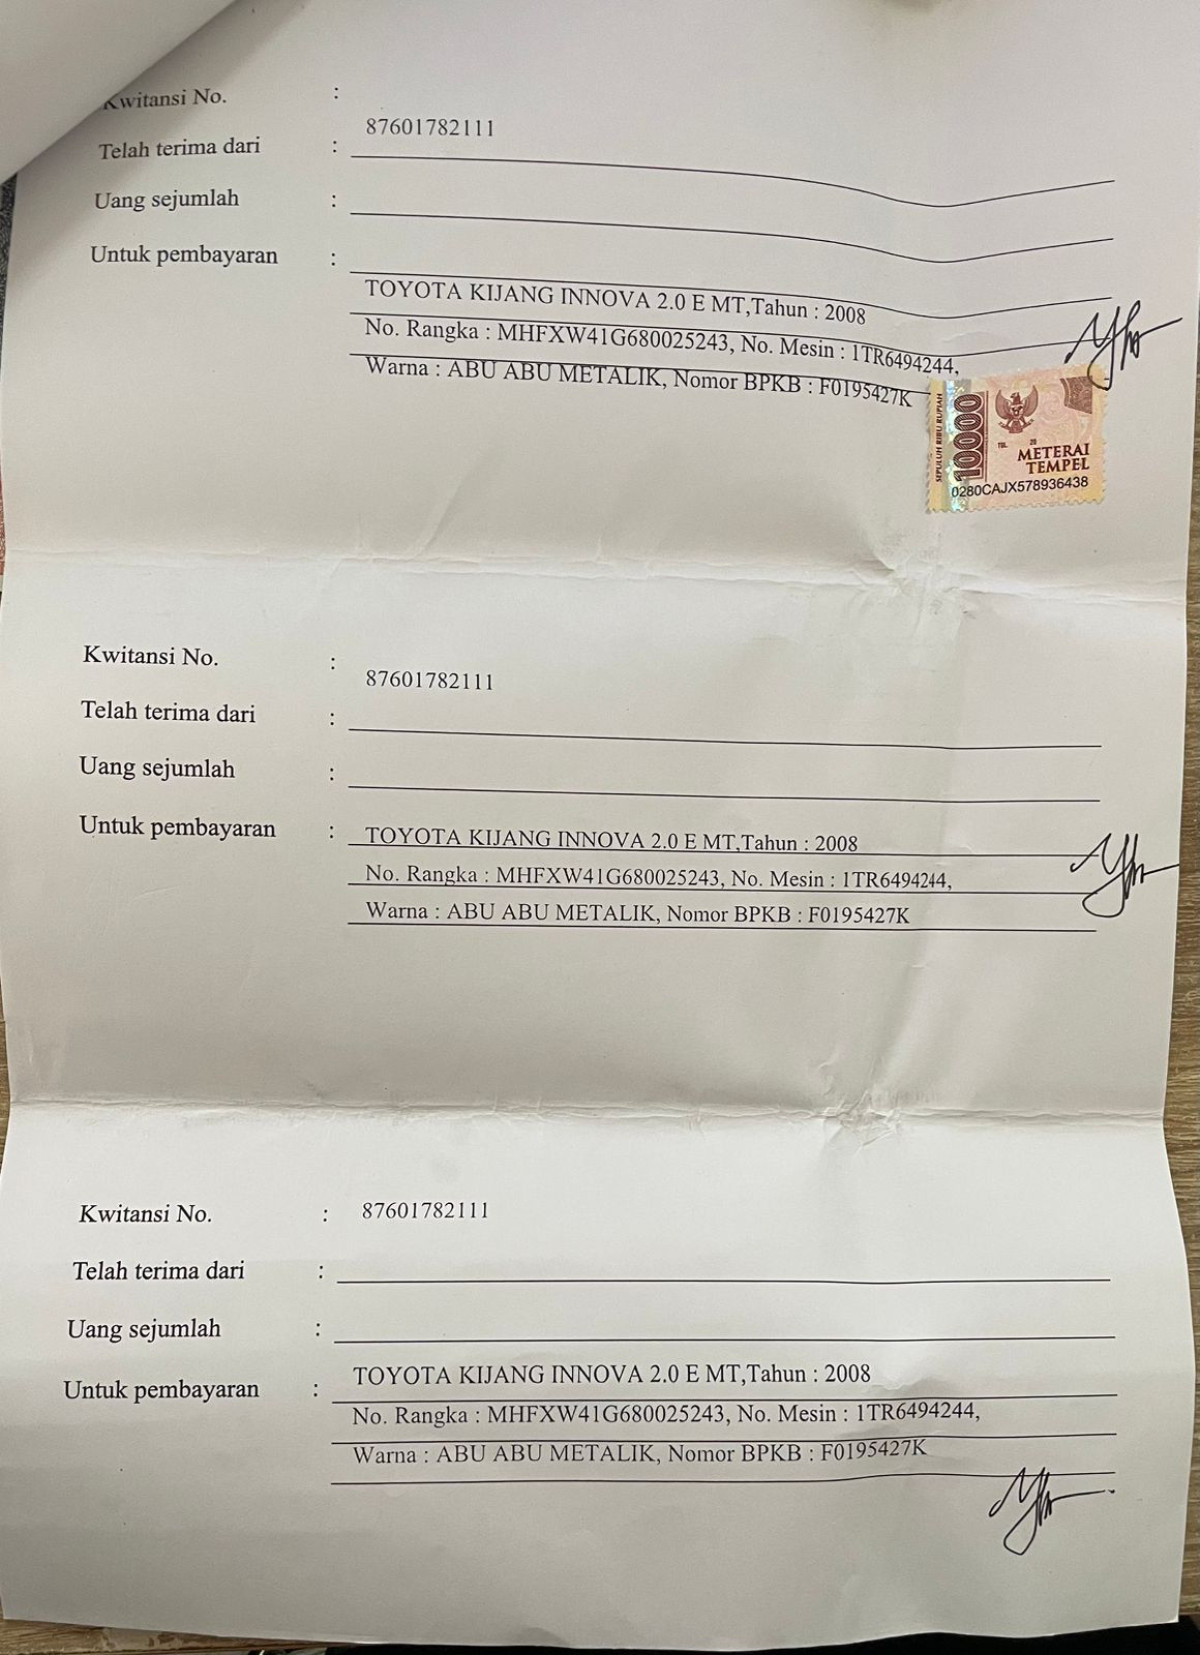 Kwitansi No. :
87601782111
Telah terima dari :
Uang sejumlah :
Untuk pembayaran :
TOYOTA KIJANG INNOVA 2.0 E MT,Tahun : 2008
No. Rangka : MHFXW41G680025243, No. Mesin : 1TR6494244,
Warna : ABU ABU METALIK, Nomor BPKB : F0195427K
SEPULUH RIBU RUPIAH
10000
TGL. 20
METERAI
TEMPEL
0280CAJX578936438
Kwitansi No. :
87601782111
Telah terima dari :
Uang sejumlah :
Untuk pembayaran : TOYOTA KIJANG INNOVA 2.0 E MT,Tahun : 2008
No. Rangka : MHFXW41G680025243, No. Mesin : 1TR6494244,
Warna : ABU ABU METALIK, Nomor BPKB : F0195427K
Kwitansi No. : 87601782111
Telah terima dari :
Uang sejumlah :
Untuk pembayaran : TOYOTA KIJANG INNOVA 2.0 E MT,Tahun : 2008
No. Rangka : MHFXW41G680025243, No. Mesin : 1TR6494244,
Warna : ABU ABU METALIK, Nomor BPKB : F0195427K